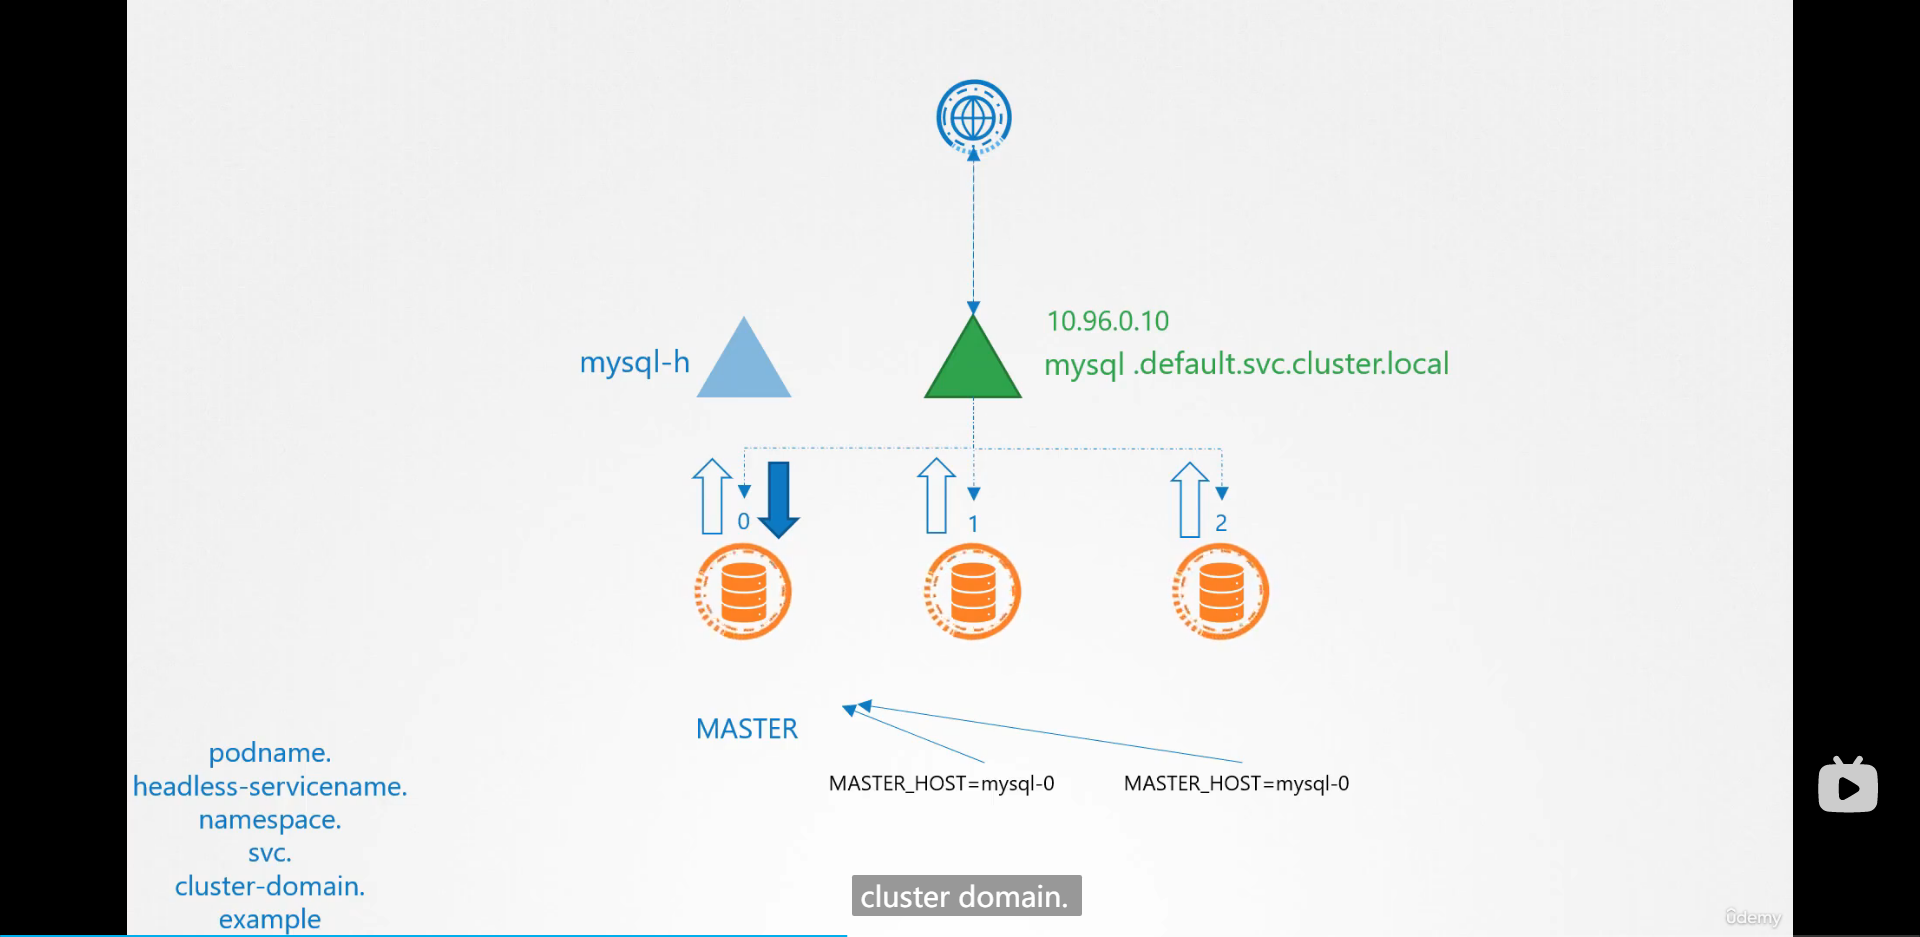 10.96.0.10
mysql-h
mysql .default.svc.cluster.local
0
1
2
MASTER
MASTER_HOST=mysql-0
MASTER_HOST=mysql-0
podname.
headless-servicename.
namespace.
svc.
cluster-domain.
example
cluster domain.
ûdemy